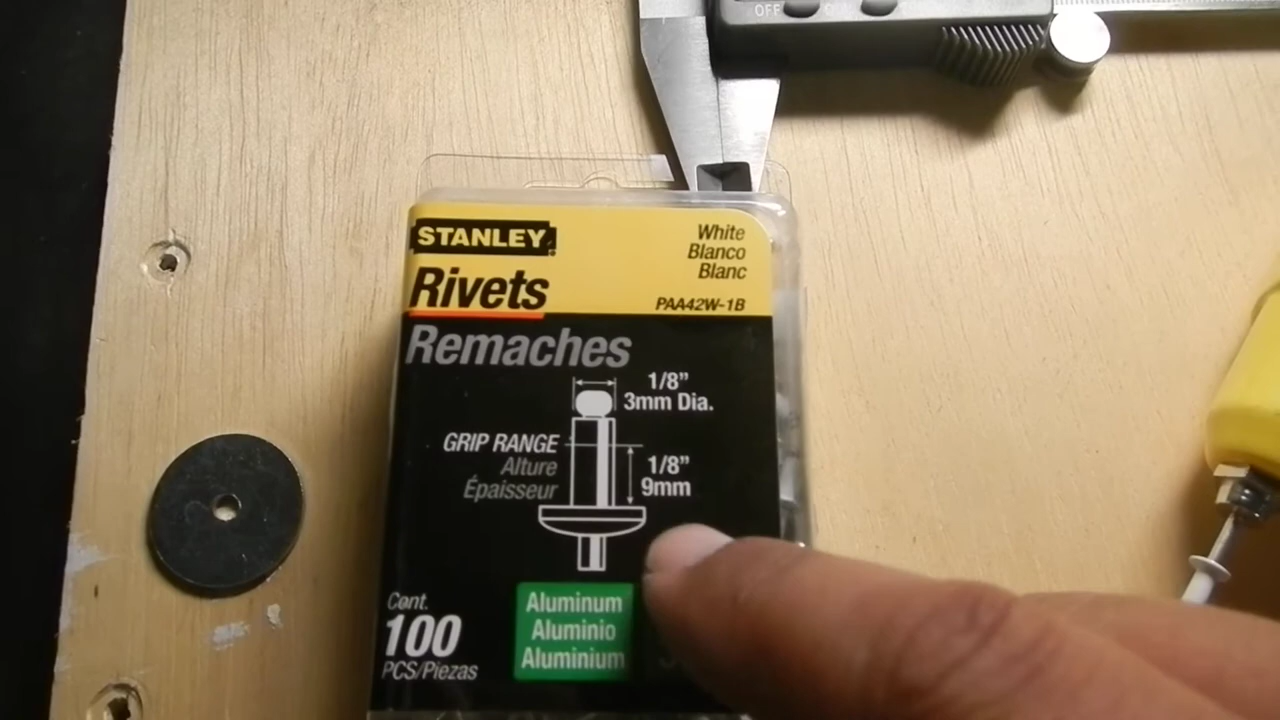 OFF
STANLEY
White
Blanco
Blanc
Rivets
PAA42W-1B
Remaches
1/8"
3mm Dia.
GRIP RANGE
Alture
Épaisseur
1/8"
9mm
Cont.
100
PCS/Piezas
Aluminum
Aluminio
Aluminium